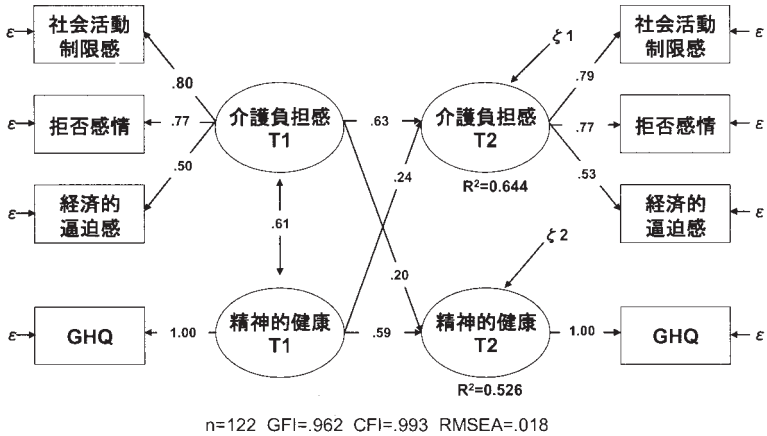 社会活動
制限感
ε
.80
拒否感情
ε
.77
経済的
逼迫感
ε
.50
GHQ
ε
1.00
介護負担感
T1
.61
精神的健康
T1
.63
.24
.20
.59
ζ1
介護負担感
T2
R²=0.644
ζ2
精神的健康
T2
R²=0.526
.79
社会活動
制限感
ε
.77
拒否感情
ε
.53
経済的
逼迫感
ε
1.00
GHQ
ε
n=122 GFI=.962 CFI=.993 RMSEA=.018